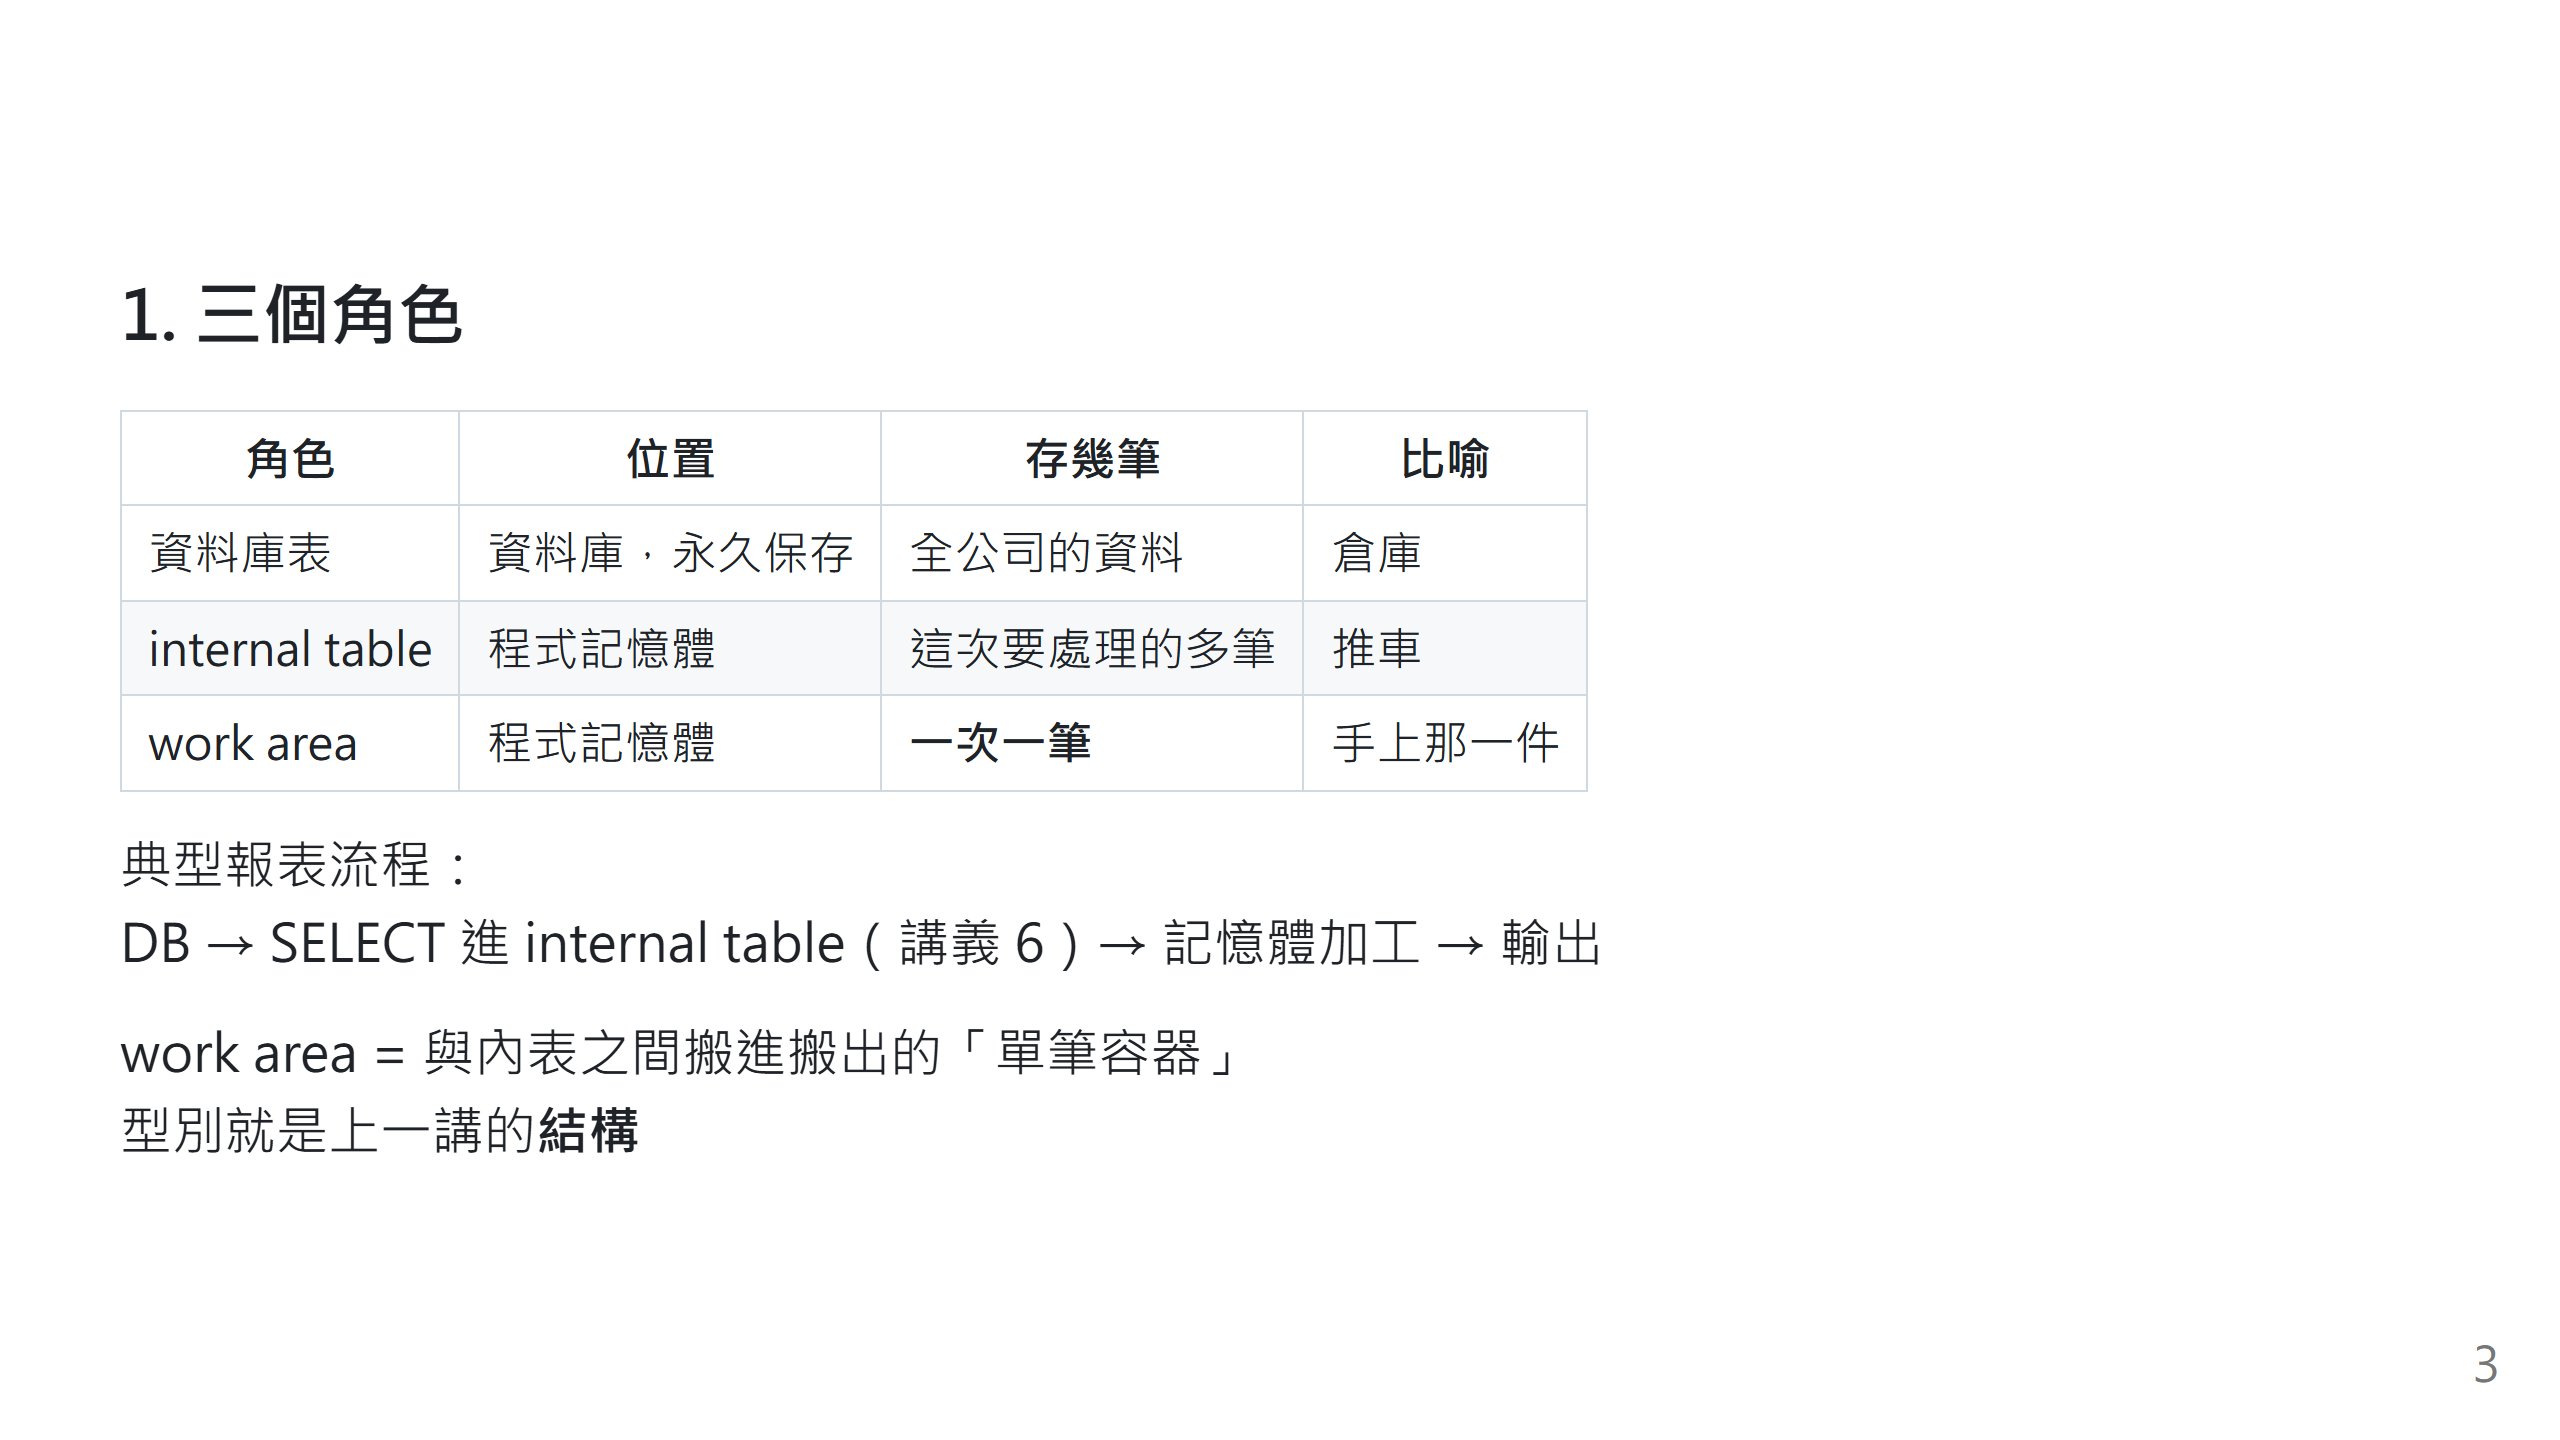 1. 三個角色
角色 位置 存幾筆 比喻
資料庫表 資料庫，永久保存 全公司的資料 倉庫
internal table 程式記憶體 這次要處理的多筆 推車
work area 程式記憶體 一次一筆 手上那一件
典型報表流程：
DB → SELECT 進 internal table（講義 6）→ 記憶體加工 → 輸出
work area = 與內表之間搬進搬出的「單筆容器」
型別就是上一講的結構
3